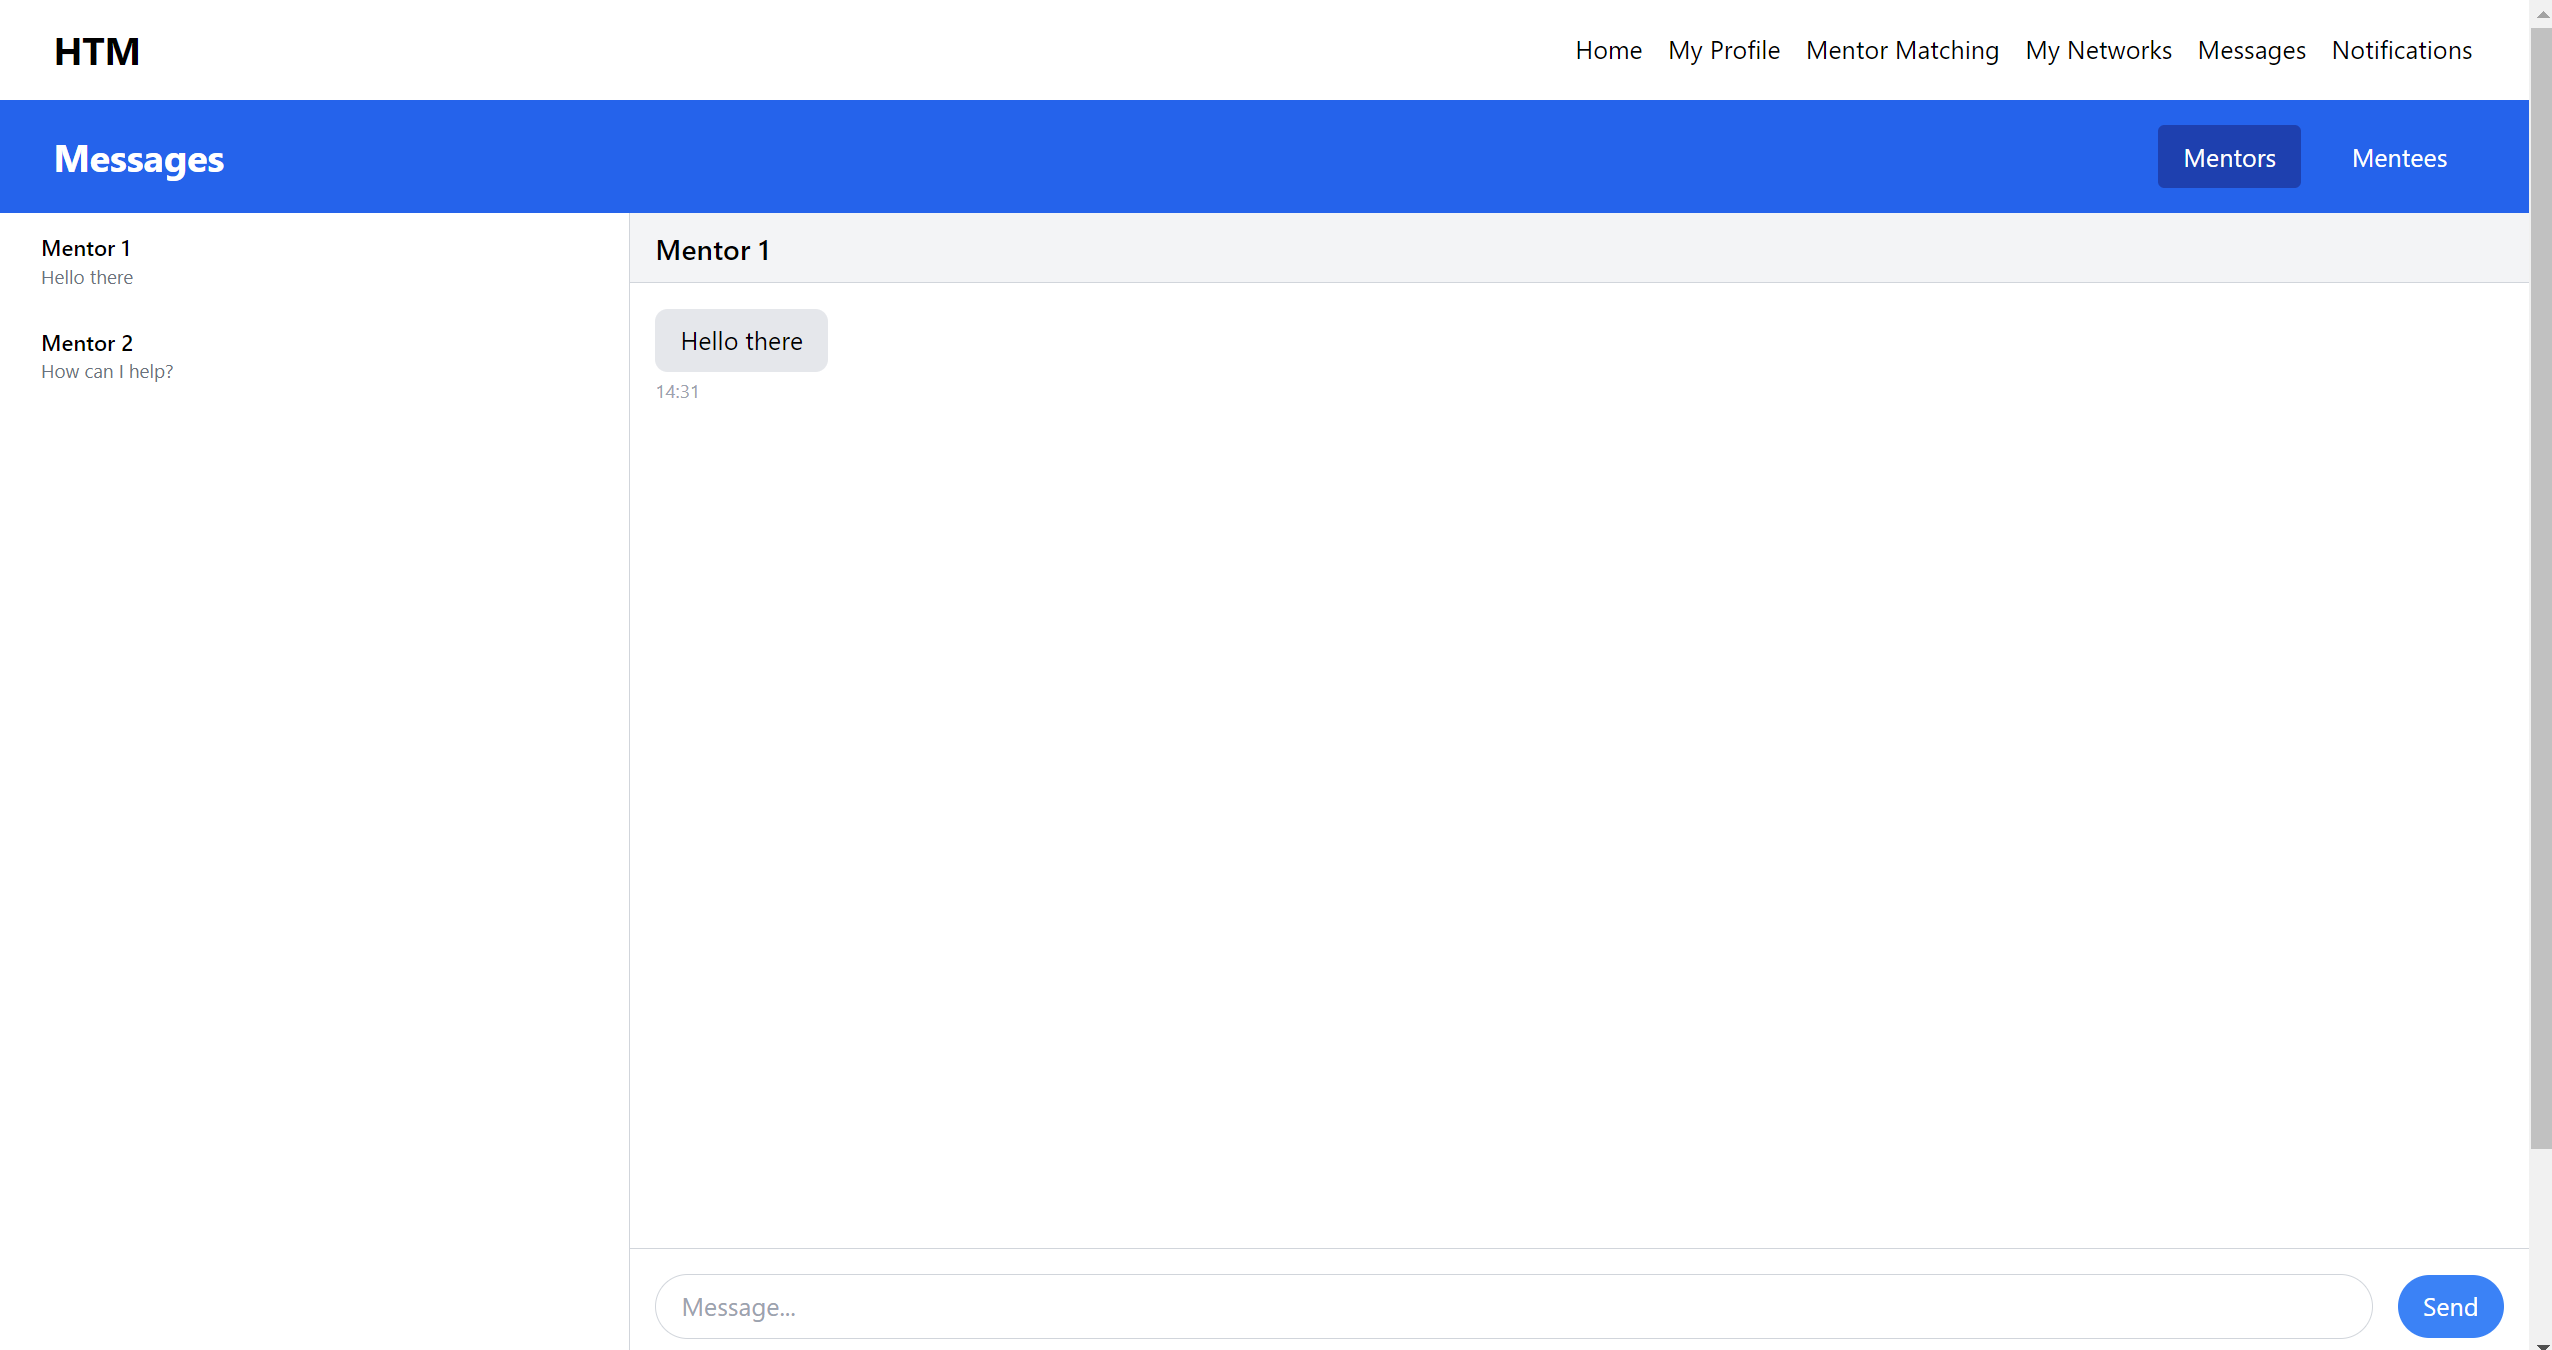 HTM
Home My Profile Mentor Matching My Networks Messages Notifications
Messages
Mentors Mentees
Mentor 1
Hello there
Mentor 2
How can I help?
Mentor 1
Hello there
14:31
Message...
Send